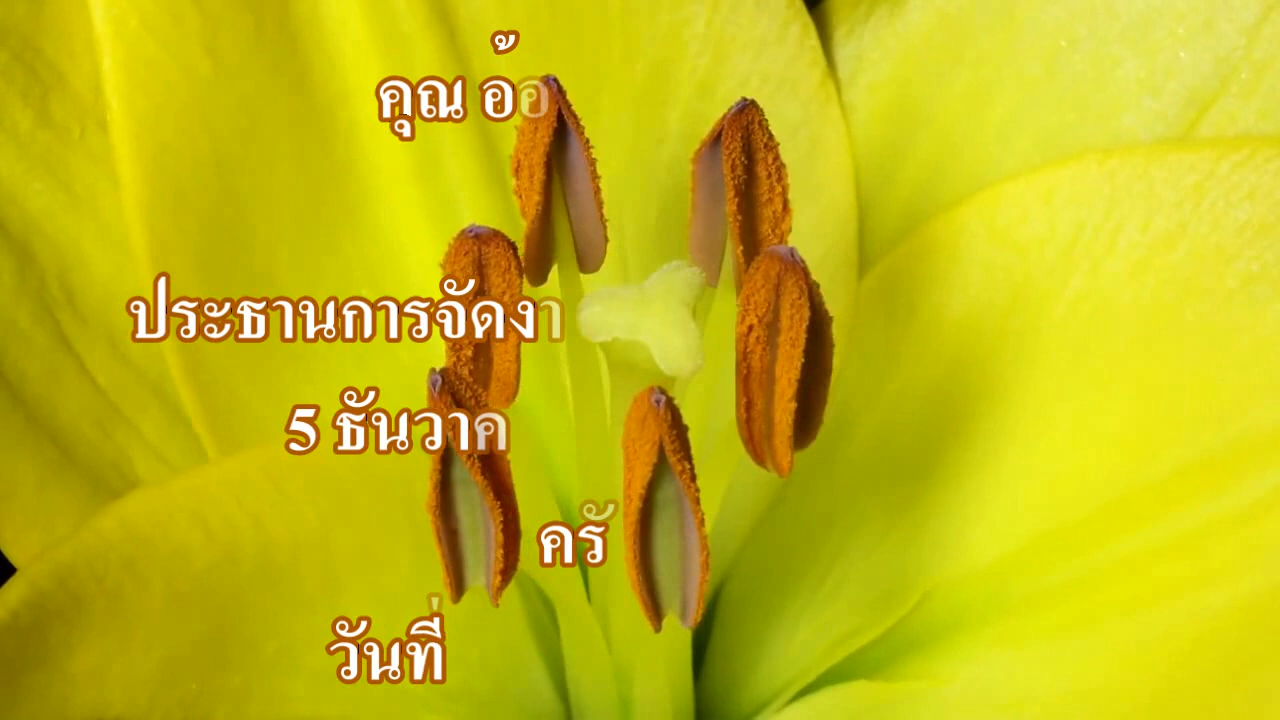 คุณ อ้อ
ประธานการจัดงา
5 ธันวาค
ครั
วันที่